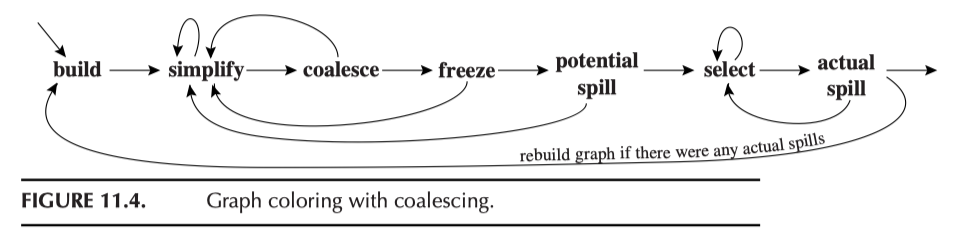 build simplify coalesce freeze potential spill select actual spill
rebuild graph if there were any actual spills
FIGURE 11.4. Graph coloring with coalescing.